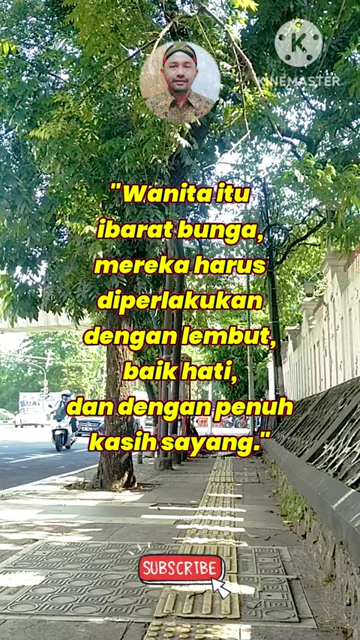 KINEMASTER
"Wanita itu
ibarat bunga,
mereka harus
diperlakukan
dengan lembut,
baik hati,
dan dengan penuh
kasih sayang."
SUBSCRIBE